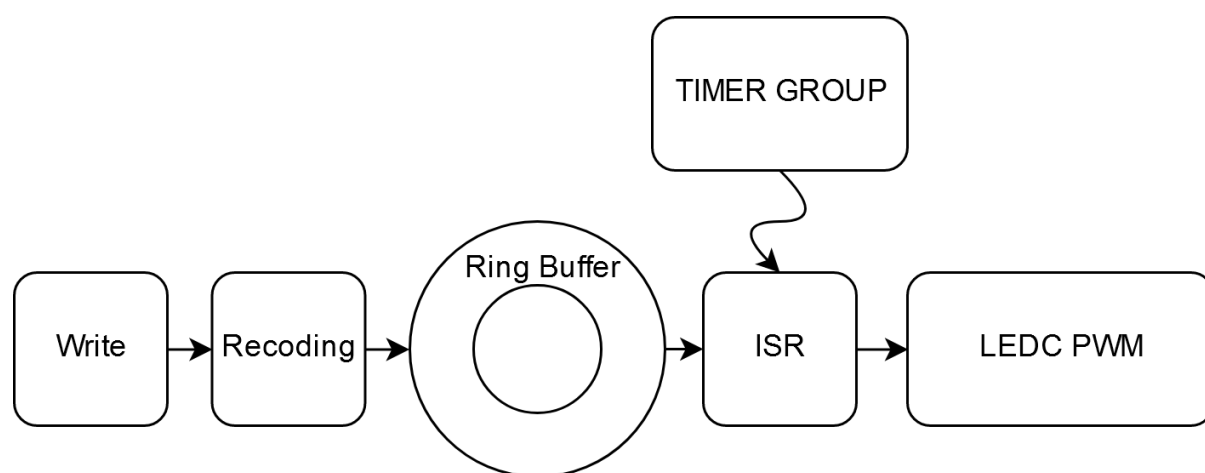 TIMER GROUP
Ring Buffer
Write
Recoding
ISR
LEDC PWM